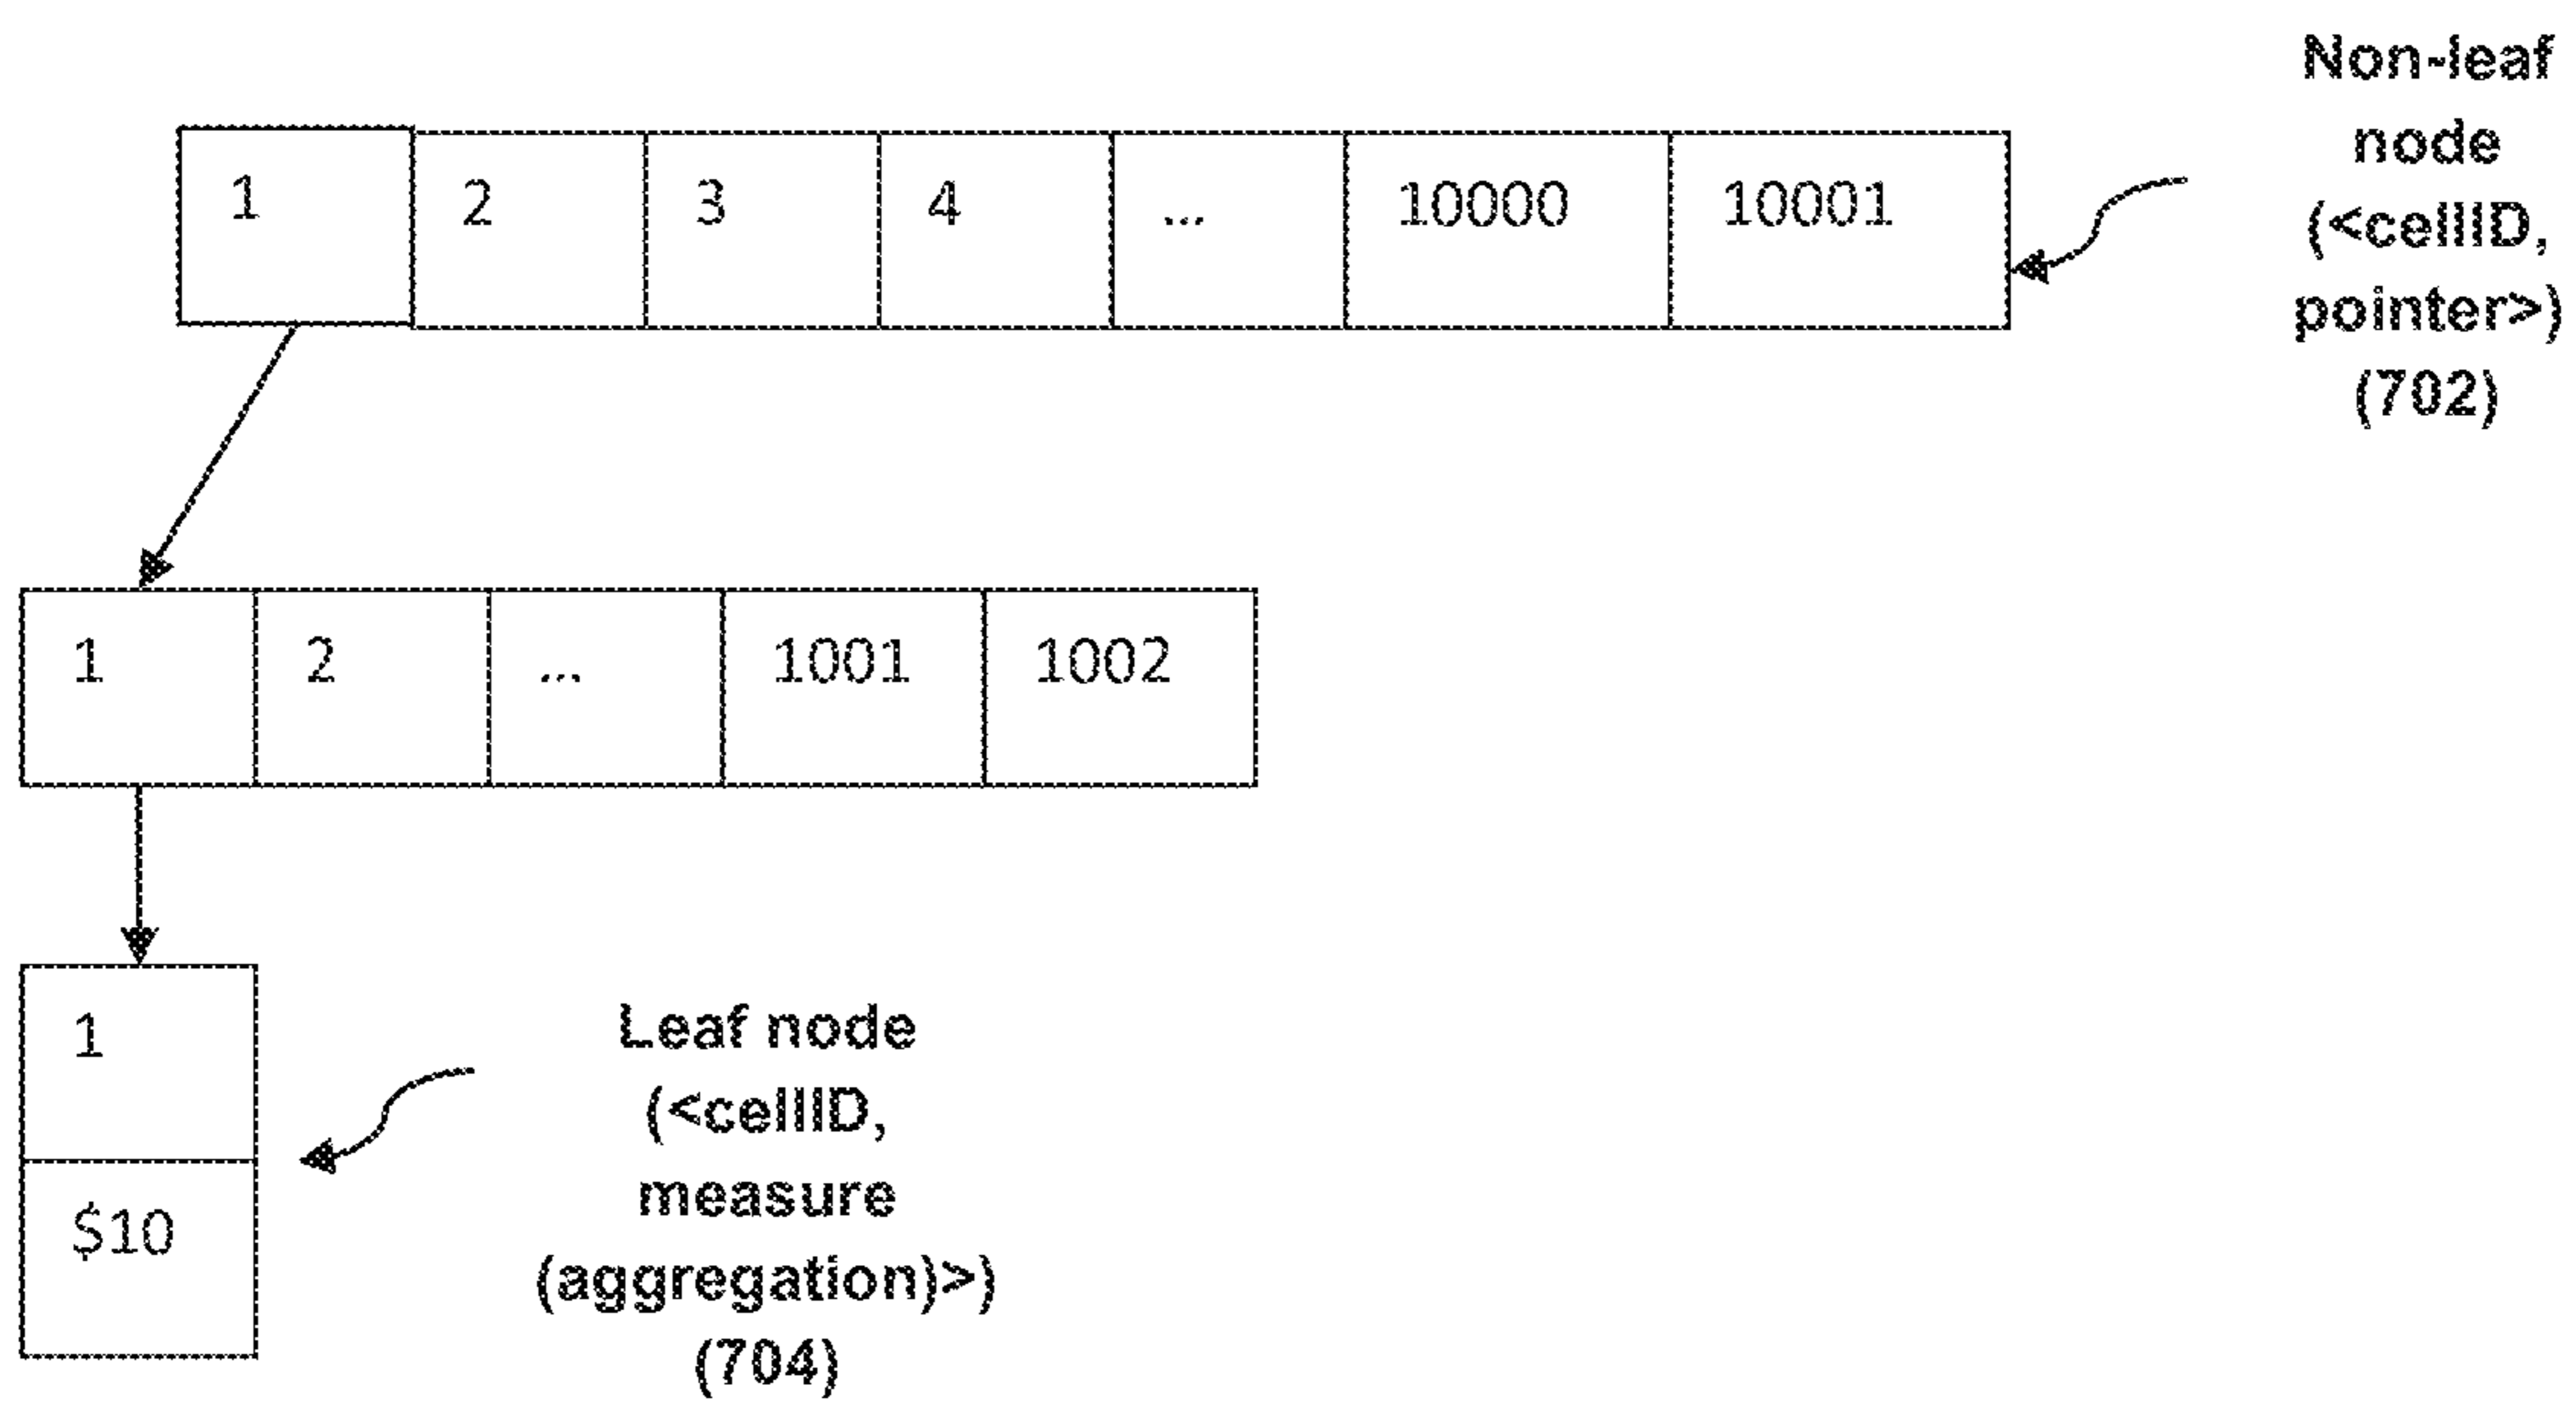 Non-leaf
node
(<cellID,
pointer>)
(702)
1 2 3 4 ... 10000 10001
1 2 ... 1001 1002
1
$10
Leaf node
(<cellID,
measure
(aggregation)>)
(704)